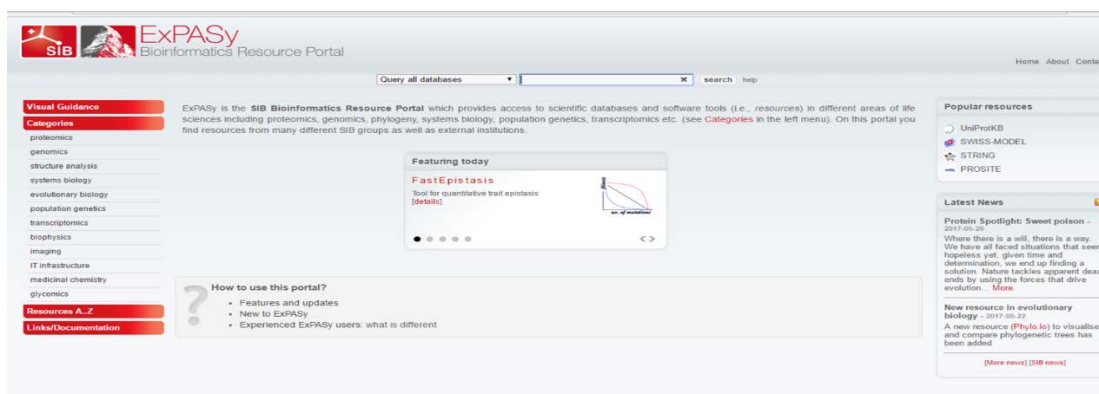 SIB
ExPASy
Bioinformatics Resource Portal
Home About Conta
Query all databases
search help
Visual Guidance
Categories
proteomics
genomics
structure analysis
systems biology
evolutionary biology
population genetics
transcriptomics
biophysics
imaging
IT infrastructure
medicinal chemistry
glycomics
Resources A..Z
Links/Documentation
ExPASy is the SIB Bioinformatics Resource Portal which provides access to scientific databases and software tools (i.e., resources) in different areas of life
sciences including proteomics, genomics, phylogeny, systems biology, population genetics, transcriptomics etc. (see Categories in the left menu). On this portal you
find resources from many different SIB groups as well as external institutions.
Featuring today
FastEpistasis
Tool for quantitative trait epistasis
[details]
fitness
no. of mutations
How to use this portal?
• Features and updates
• New to ExPASy
• Experienced ExPASy users: what is different
Popular resources
UniProtKB
SWISS-MODEL
STRING
PROSITE
Latest News
Protein Spotlight: Sweet poison -
2017-05-26
Where there is a will, there is a way.
We have all faced situations that seem
hopeless yet, given time and
determination, we end up finding a
solution. Nature tackles apparent dead
ends by using the forces that drive
evolution... More.
New resource in evolutionary
biology - 2017-05-22
A new resource (Phylo.io) to visualise
and compare phylogenetic trees has
been added
[More news] [SIB news]